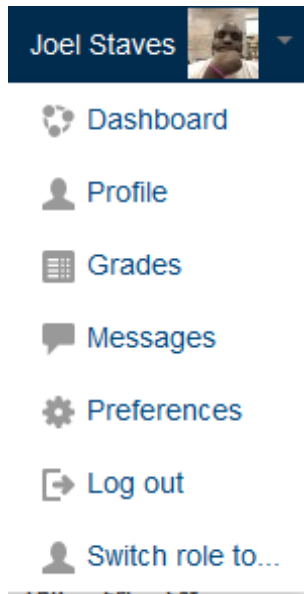 Joel Staves
Dashboard
Profile
Grades
Messages
Preferences
Log out
Switch role to...